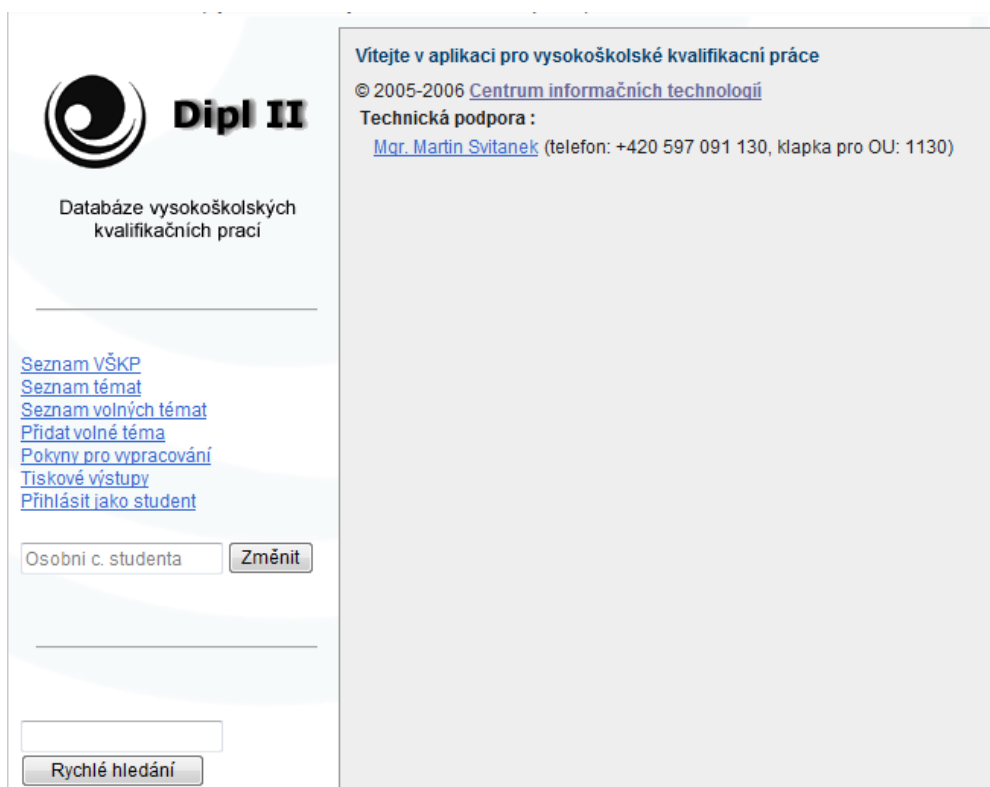 Dipl II
Databáze vysokoškolských
kvalifikačních prací
Seznam VŠKP
Seznam témat
Seznam volných témat
Přidat volné téma
Pokyny pro vypracování
Tiskové výstupy
Přihlásit jako student
Osobni c. studenta
Změnit
Rychlé hledání
Vítejte v aplikaci pro vysokoškolské kvalifikacní práce
© 2005-2006 Centrum informačních technologií
Technická podpora :
Mgr. Martin Svitanek (telefon: +420 597 091 130, klapka pro OU: 1130)